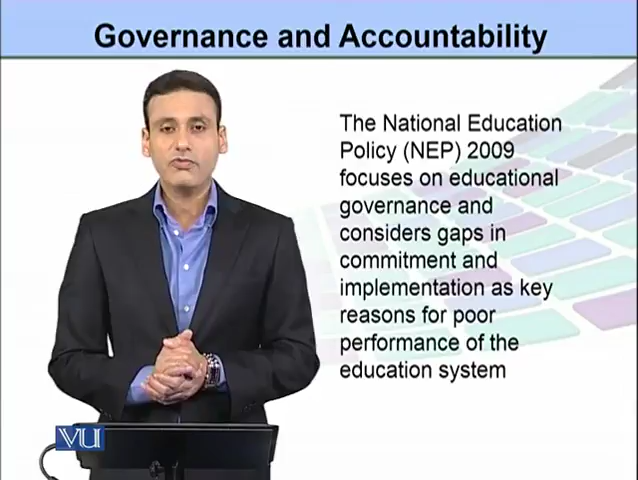 Governance and Accountability
The National Education
Policy (NEP) 2009
focuses on educational
governance and
considers gaps in
commitment and
implementation as key
reasons for poor
performance of the
education system
VU